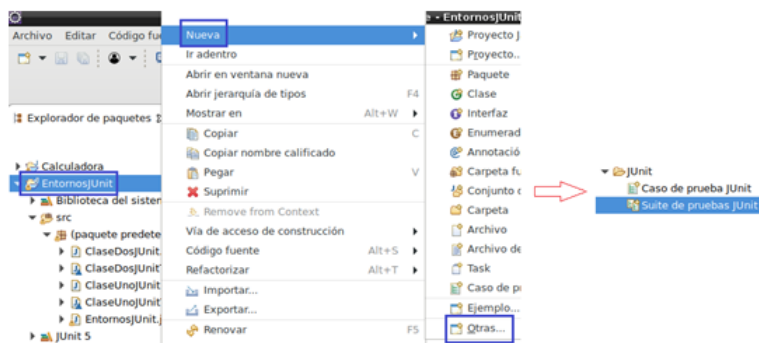 Archivo Editar Código fue
Explorador de paquetes
Calculadora
EntornosJUnit
Biblioteca del sister
src
(paquete predete
ClaseDosJUnit.
ClaseDosJUnit
ClaseUnoJUnit
ClaseUnoJUnit
EntornosJUnit.j
JUnit 5
Nueva
Ir adentro
Abrir en ventana nueva
Abrir jerarquía de tipos F4
Mostrar en Alt+W
Copiar C
Copiar nombre calificado
Pegar V
Suprimir
Remove from Context
Vía de acceso de construcción
Código fuente Alt+S
Refactorizar Alt+T
Importar...
Exportar...
Renovar F5
e - EntornosJUnit
Proyecto J
Proyecto..
Paquete
Clase
Interfaz
Enumerad
Annotació
Carpeta fu
Conjunto d
Carpeta
Archivo
Archivo de
Task
Caso de pr
Ejemplo...
Otras...
JUnit
Caso de prueba JUnit
Suite de pruebas JUnit